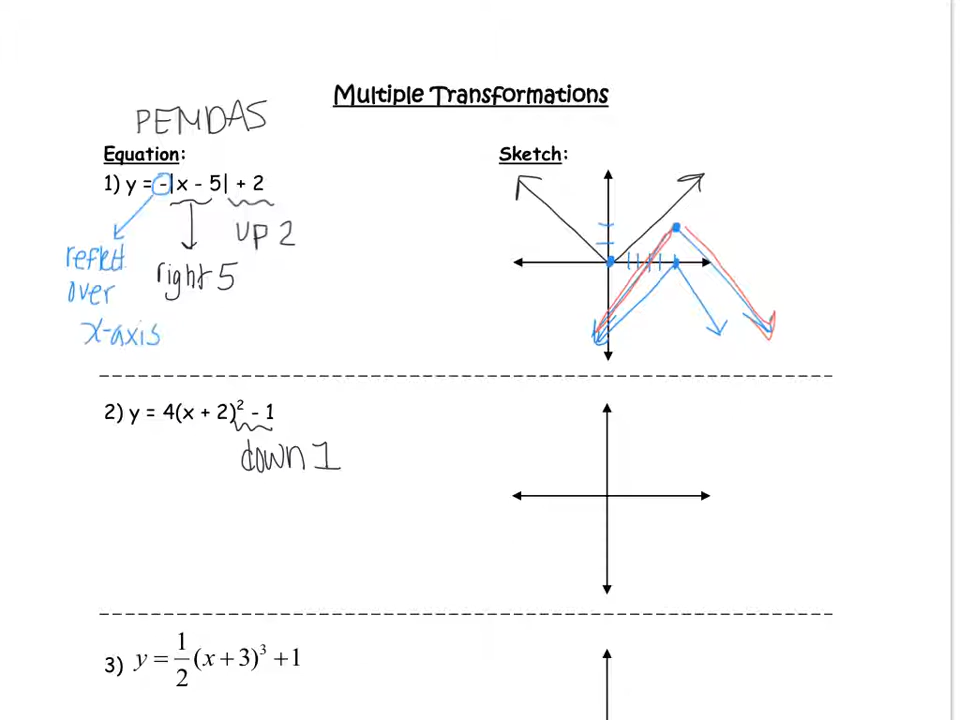 Multiple Transformations
PEMDAS
Equation:
Sketch:
1) y = -|x - 5| + 2
up 2
reflect
right 5
over
x-axis
2) y = 4(x + 2)² - 1
down 1
3) y = 1/2 (x + 3)³ + 1